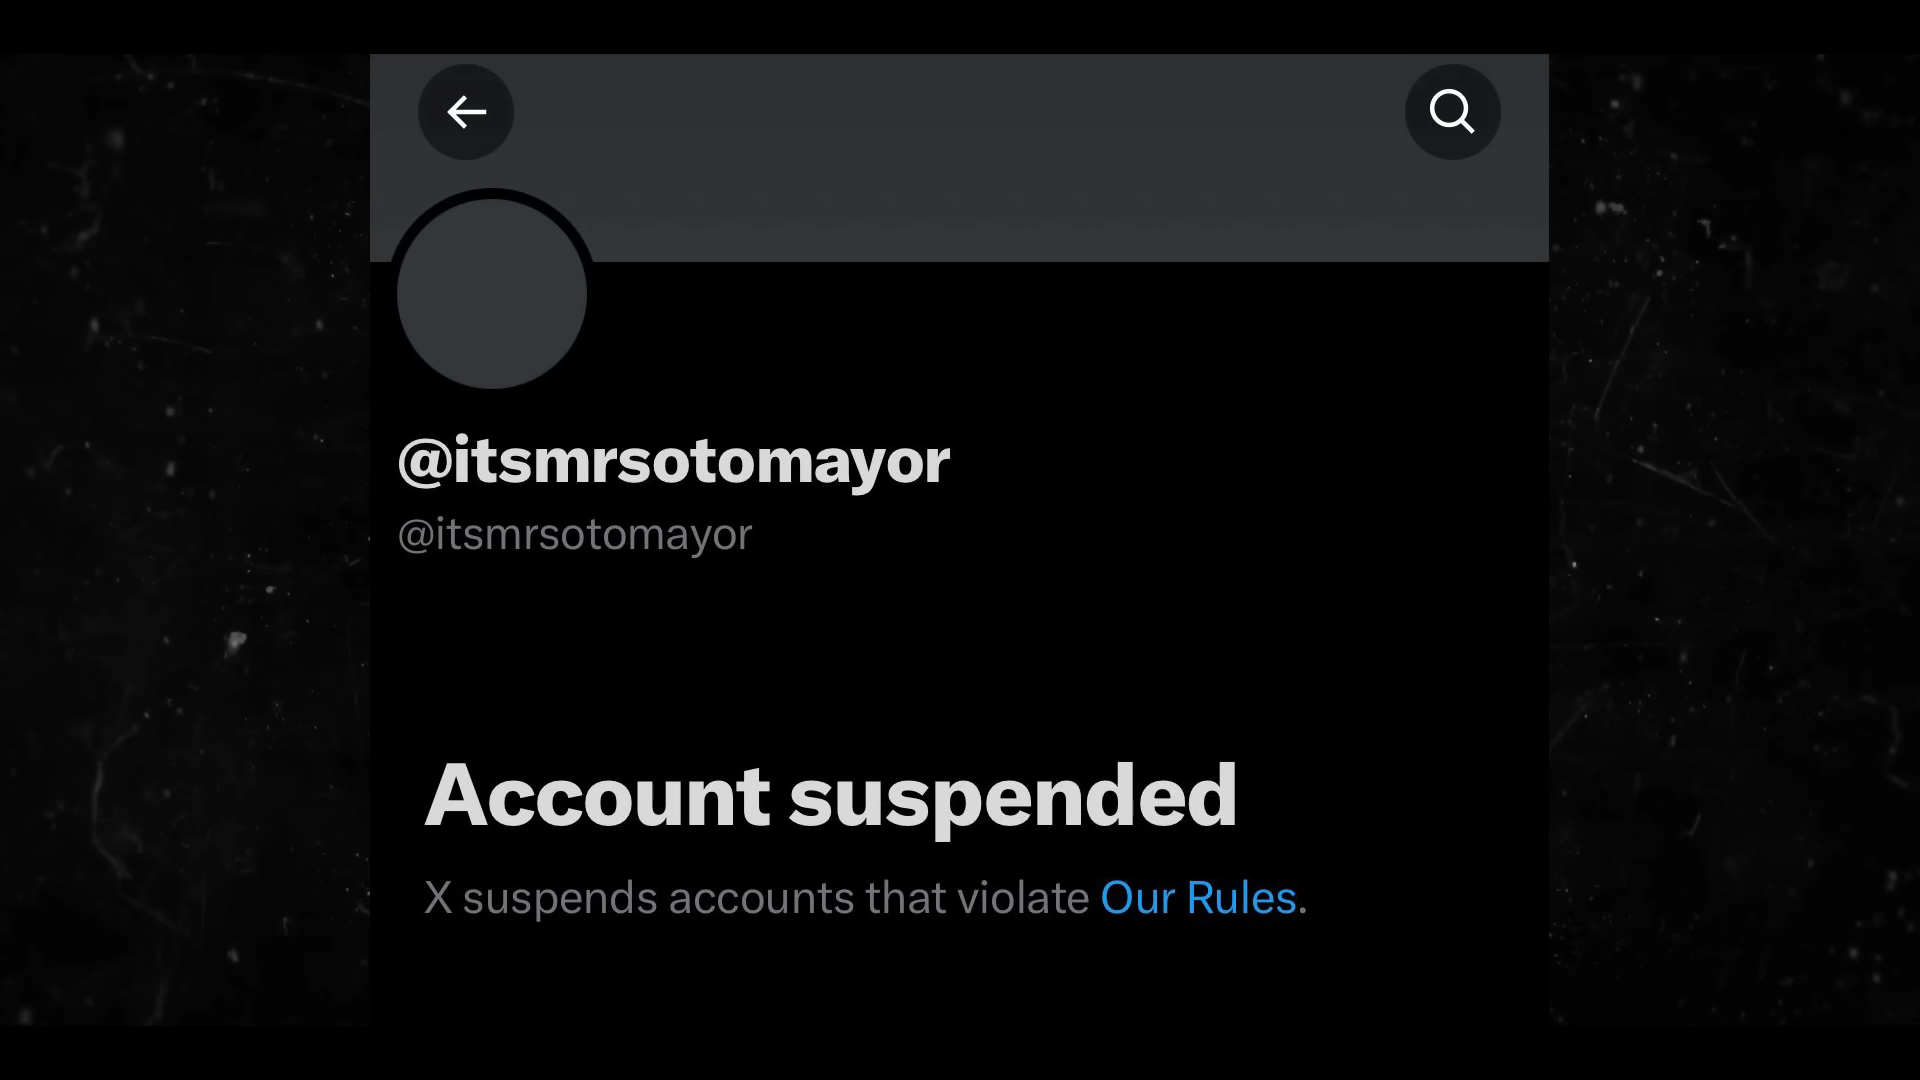 @itsmrsotomayor
@itsmrsotomayor
Account suspended
X suspends accounts that violate Our Rules.